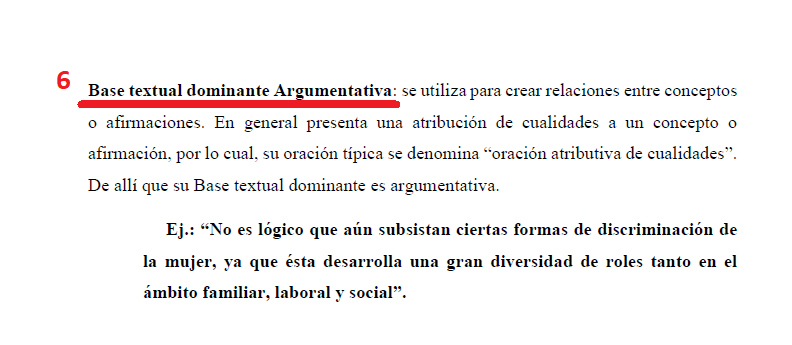 6
Base textual dominante Argumentativa: se utiliza para crear relaciones entre conceptos
o afirmaciones. En general presenta una atribución de cualidades a un concepto o
afirmación, por lo cual, su oración típica se denomina “oración atributiva de cualidades”.
De allí que su Base textual dominante es argumentativa.
Ej.: “No es lógico que aún subsistan ciertas formas de discriminación de
la mujer, ya que ésta desarrolla una gran diversidad de roles tanto en el
ámbito familiar, laboral y social”.